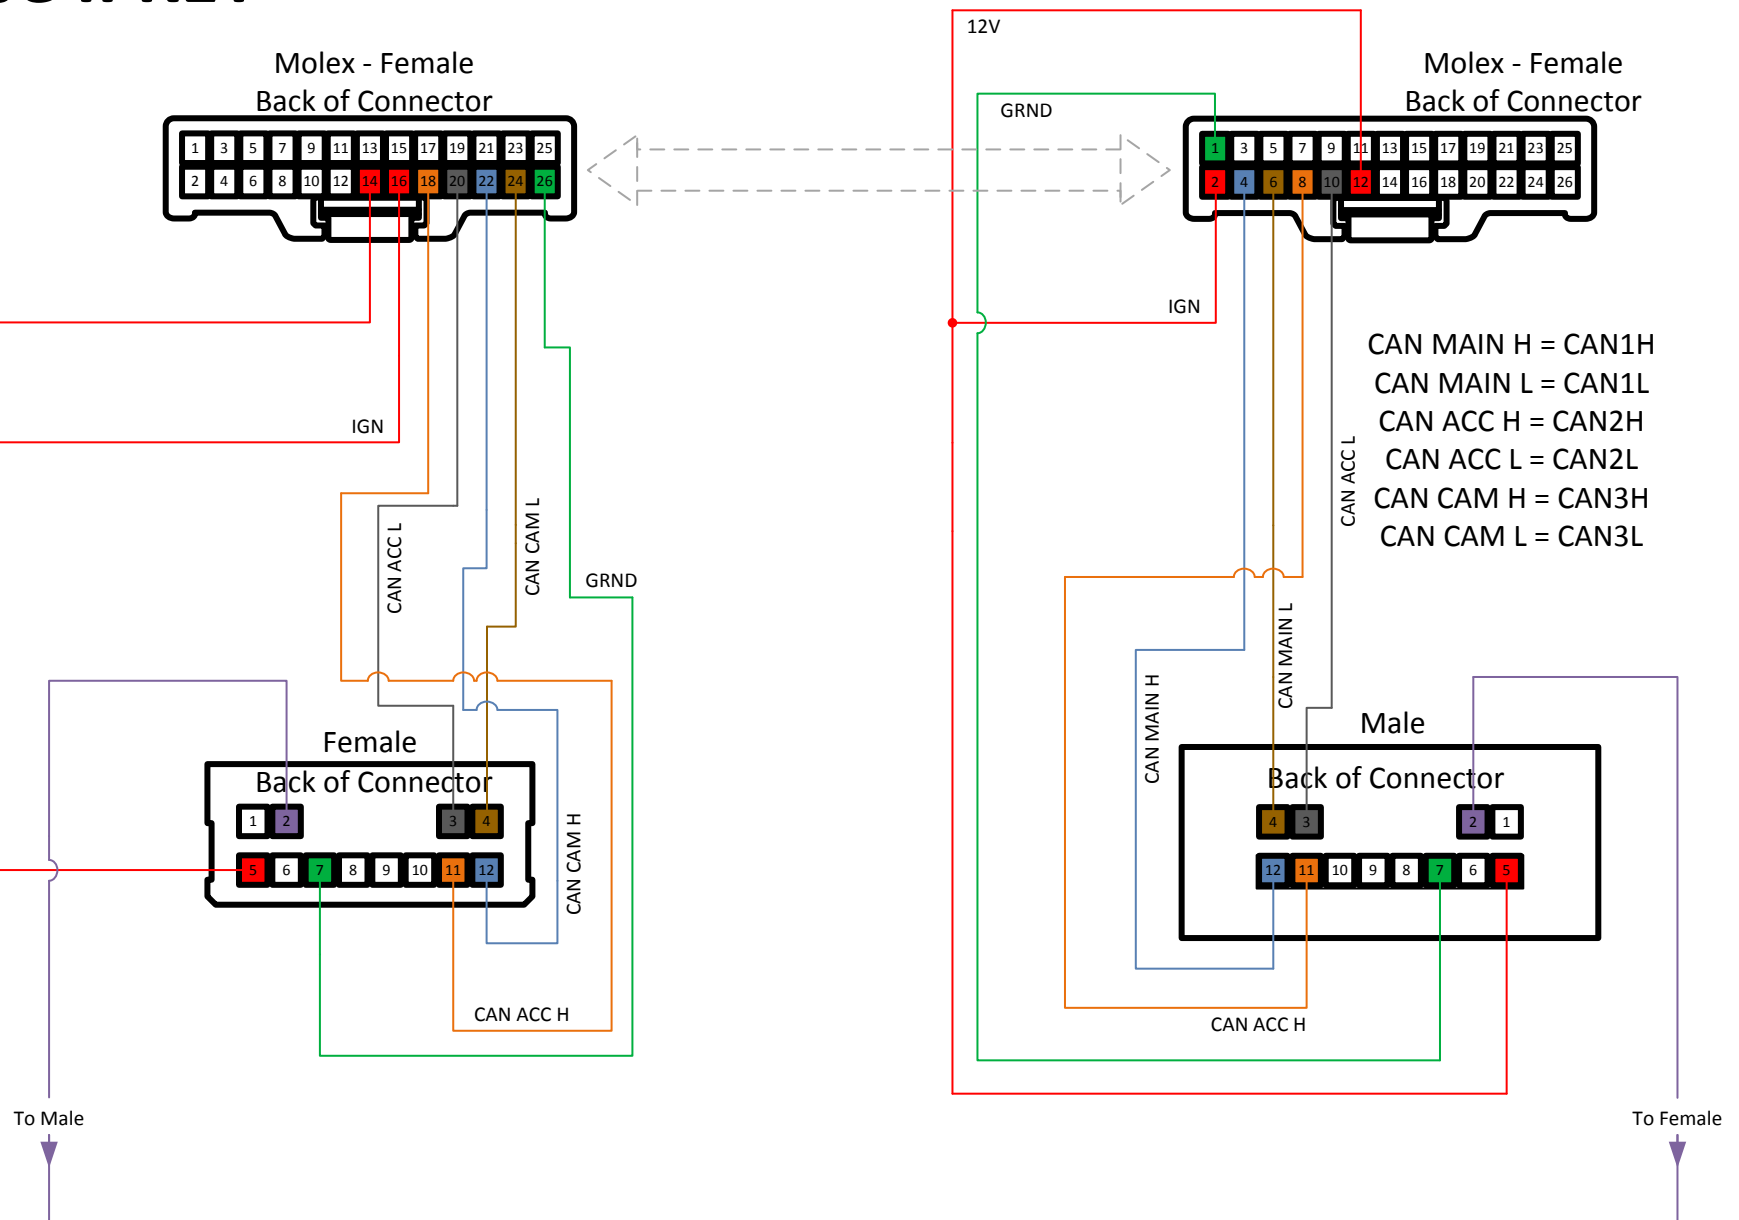 12V
Molex - Female
Back of Connector
Molex - Female
Back of Connector
GRND
1 3 5 7 9 11 13 15 17 19 21 23 25
2 4 6 8 10 12 14 16 18 20 22 24 26
1 3 5 7 9 11 13 15 17 19 21 23 25
2 4 6 8 10 12 14 16 18 20 22 24 26
IGN
IGN
CAN MAIN H = CAN1H
CAN MAIN L = CAN1L
CAN ACC H = CAN2H
CAN ACC L = CAN2L
CAN CAM H = CAN3H
CAN CAM L = CAN3L
CAN ACC L
CAN CAM L
GRND
CAN ACC L
CAN MAIN L
CAN MAIN H
Female
Back of Connector
1 2 3 4
5 6 7 8 9 10 11 12
CAN CAM H
CAN ACC H
Male
Back of Connector
4 3 2 1
12 11 10 9 8 7 6 5
CAN ACC H
To Male
To Female